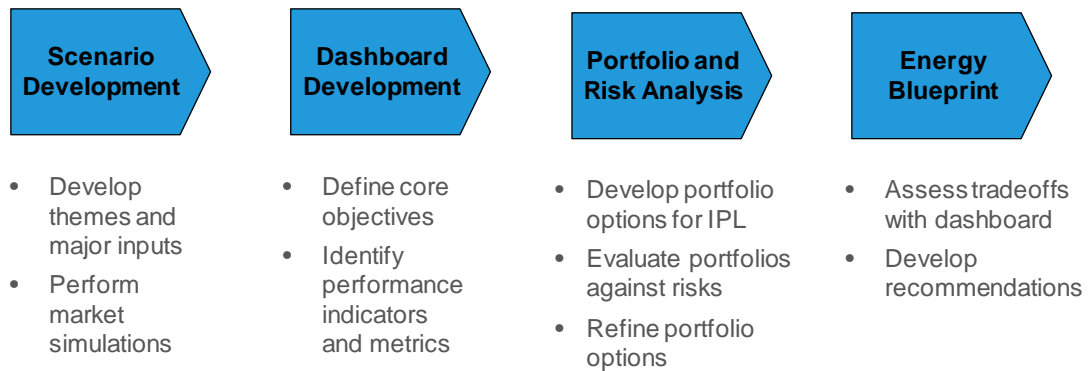 Scenario
Development
• Develop
themes and
major inputs
• Perform
market
simulations
Dashboard
Development
• Define core
objectives
• Identify
performance
indicators
and metrics
Portfolio and
Risk Analysis
• Develop portfolio
options for IPL
• Evaluate portfolios
against risks
• Refine portfolio
options
Energy
Blueprint
• Assess tradeoffs
with dashboard
• Develop
recommendations